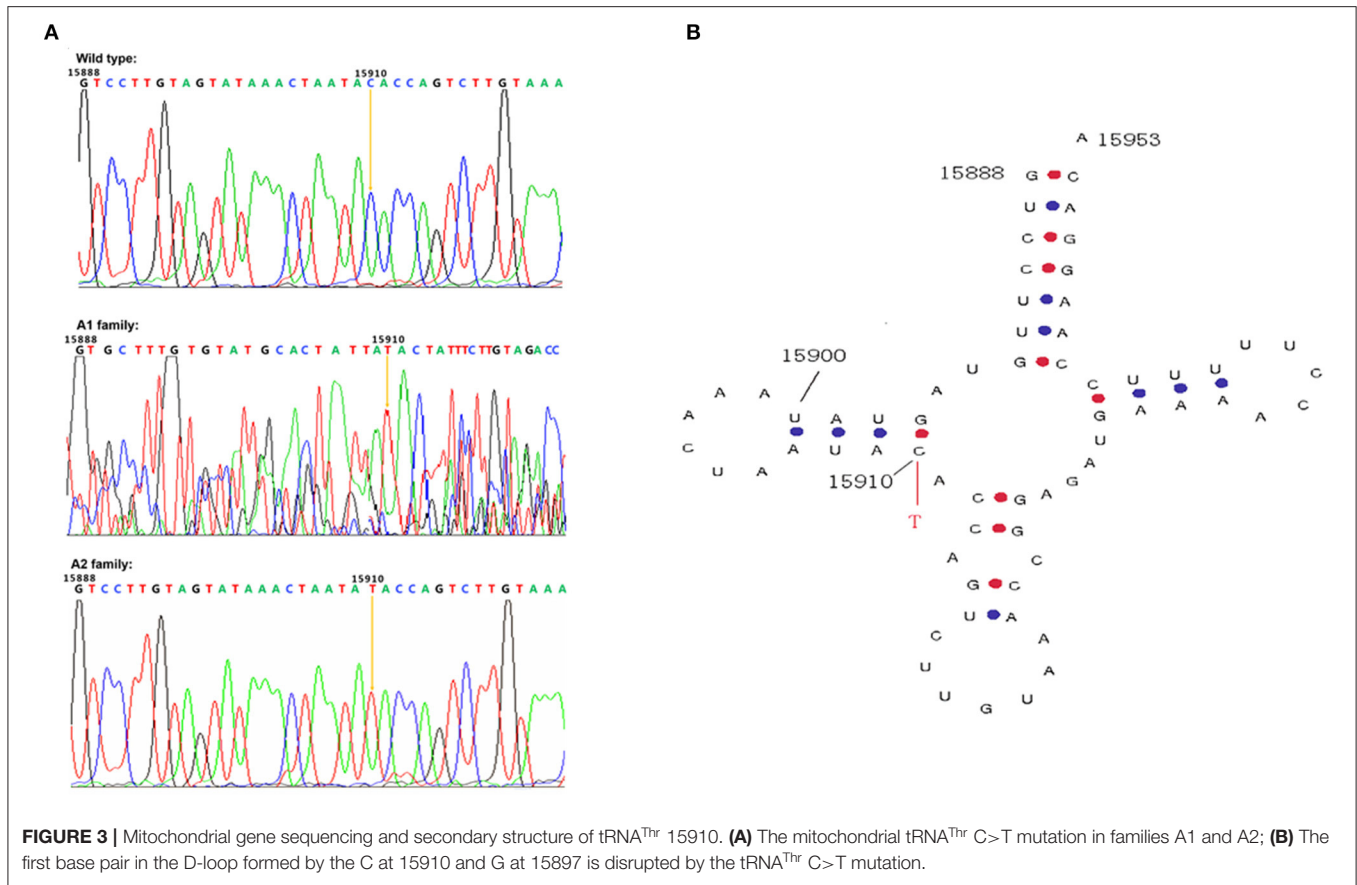 A
Wild type:
15888 15910
G T C C T T G T A G T A T A A A C T A A T A C A C C A G T C T T G T A A A
A1 family:
15888 15910
G T G C T T T G T G T A T G C A C T A T T A T A C T A T T T C T T G T A G A C C
A2 family:
15888 15910
G T C C T T G T A G T A T A A A C T A A T A T A C C A G T C T T G T A A A
B
A 15953
15888 G C
U A
C G
C G
U A
U A
G C
15900
U A U G
A A A
A
C
U A
A U A C
15910
T
A U
C U U U
U U
C
C
A
A
A A A G
U
A
G
A
A
C G
C G
A C
G C
U A
C A
U A
U G U
FIGURE 3 | Mitochondrial gene sequencing and secondary structure of tRNAThr 15910. (A) The mitochondrial tRNAThr C>T mutation in families A1 and A2; (B) The
first base pair in the D-loop formed by the C at 15910 and G at 15897 is disrupted by the tRNAThr C>T mutation.